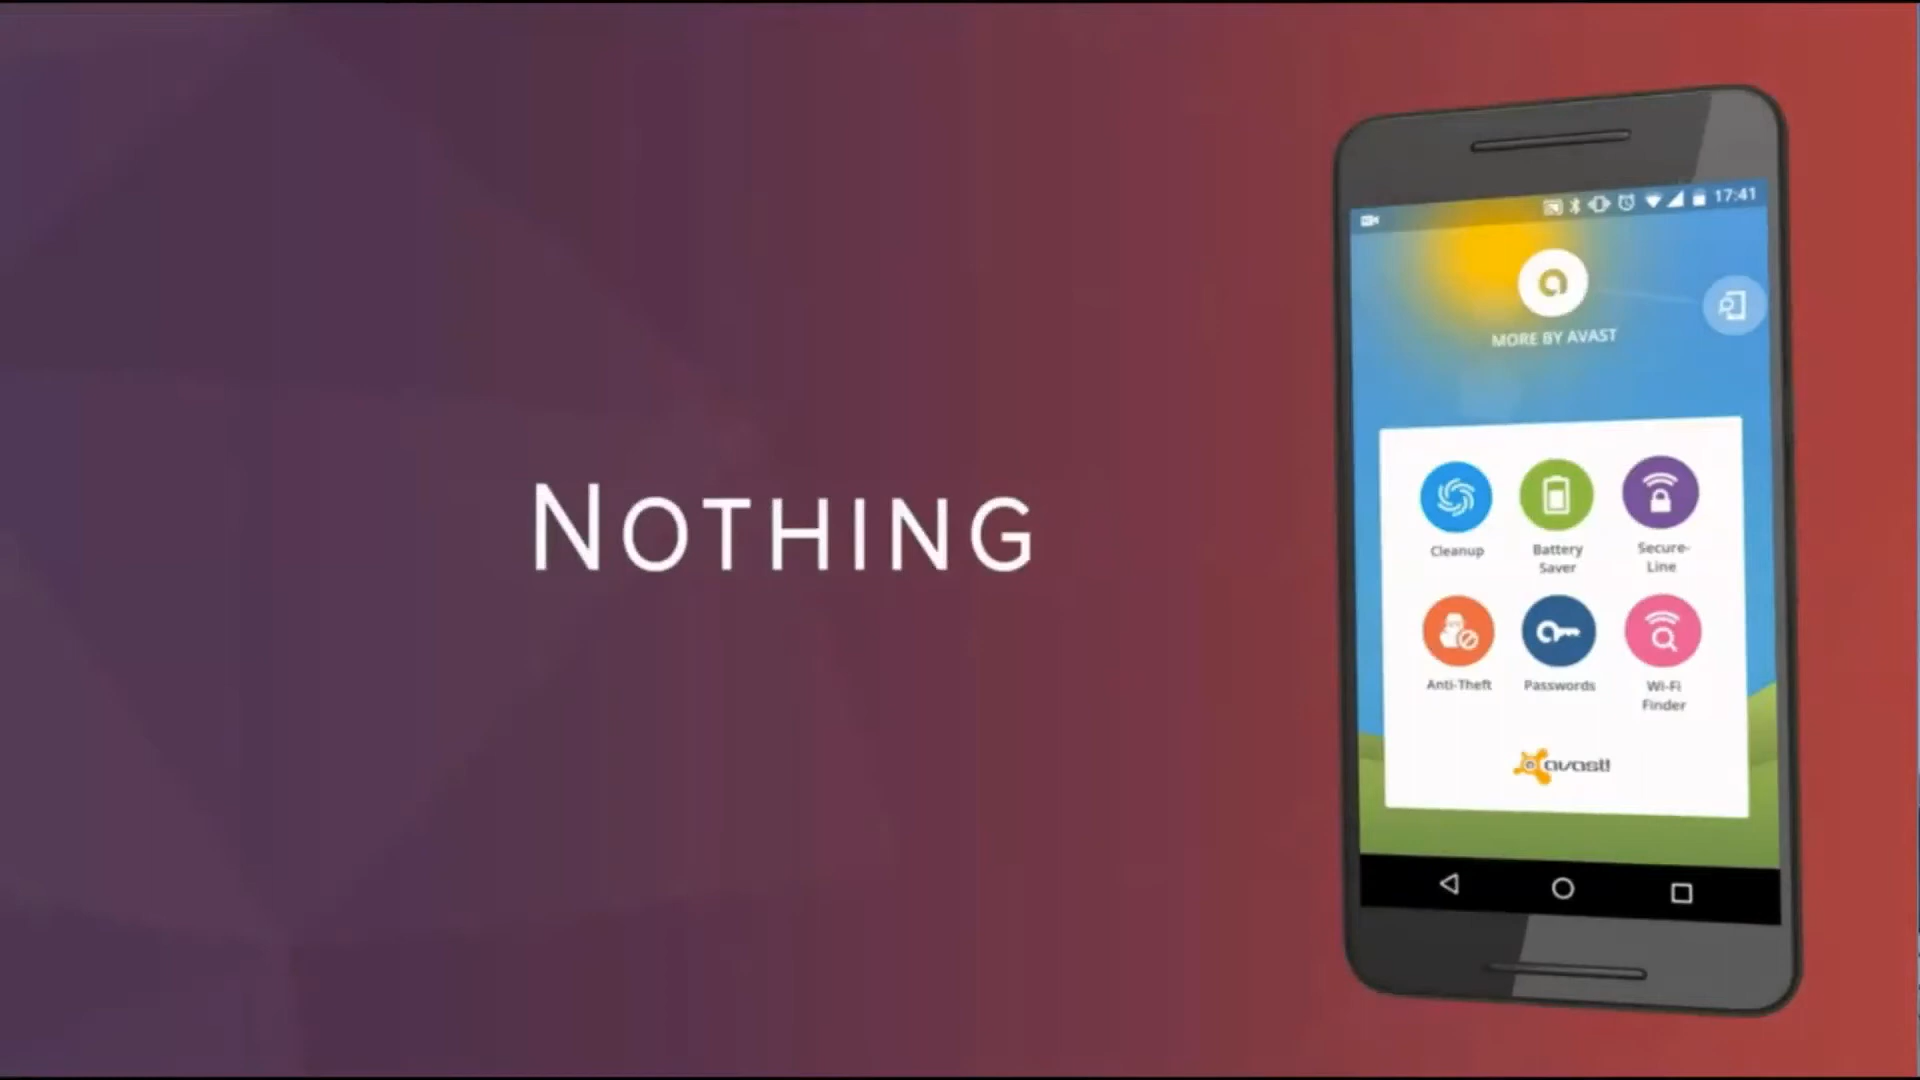 NOTHING
17:41
MORE BY AVAST
Cleanup
Battery
Saver
Secure-
Line
Anti-Theft
Passwords
Wi-Fi
Finder
avast!